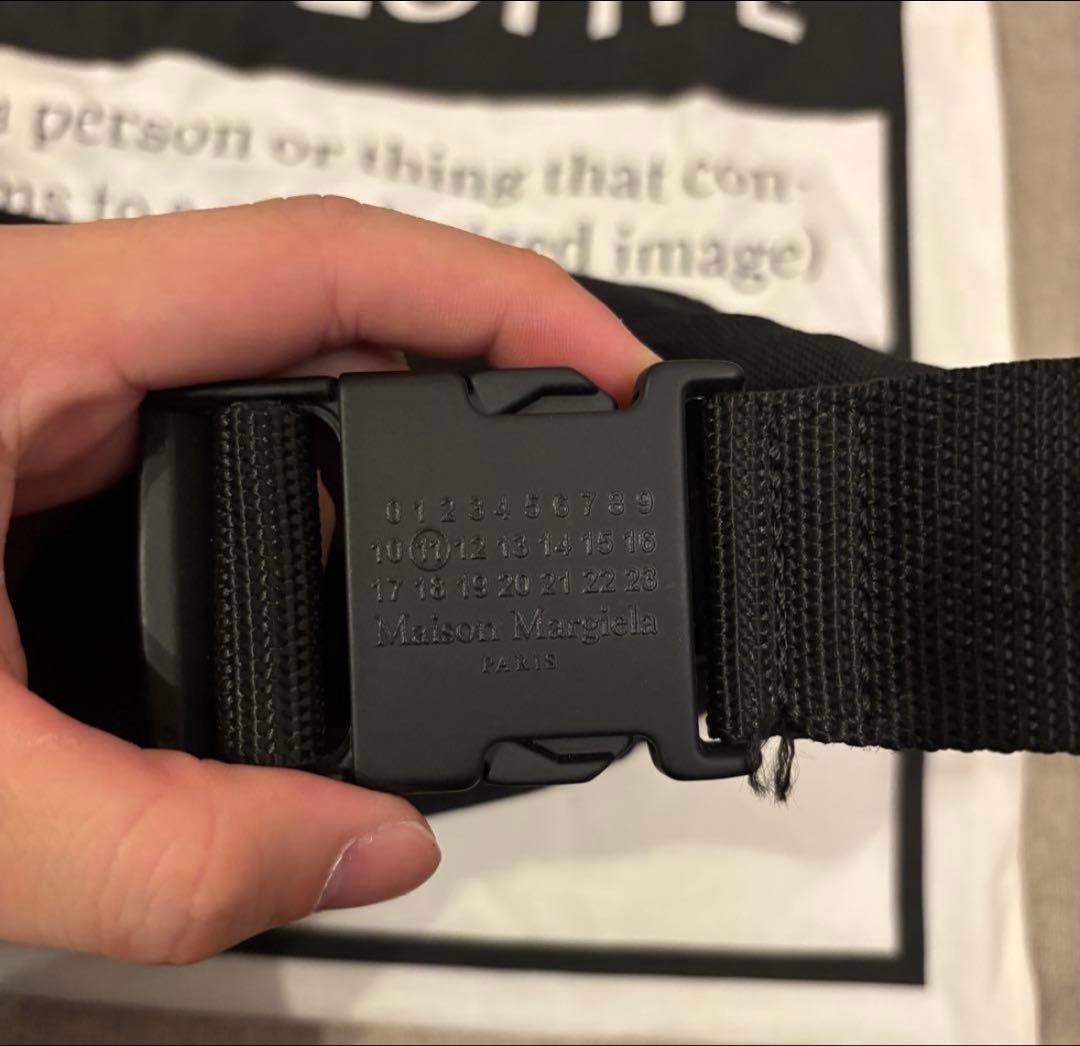 person or thing that con-
image)
0 1 2 3 4 5 6 7 8 9
10 11 12 13 14 15 16
17 18 19 20 21 22 23
Maison Margiela
PARIS